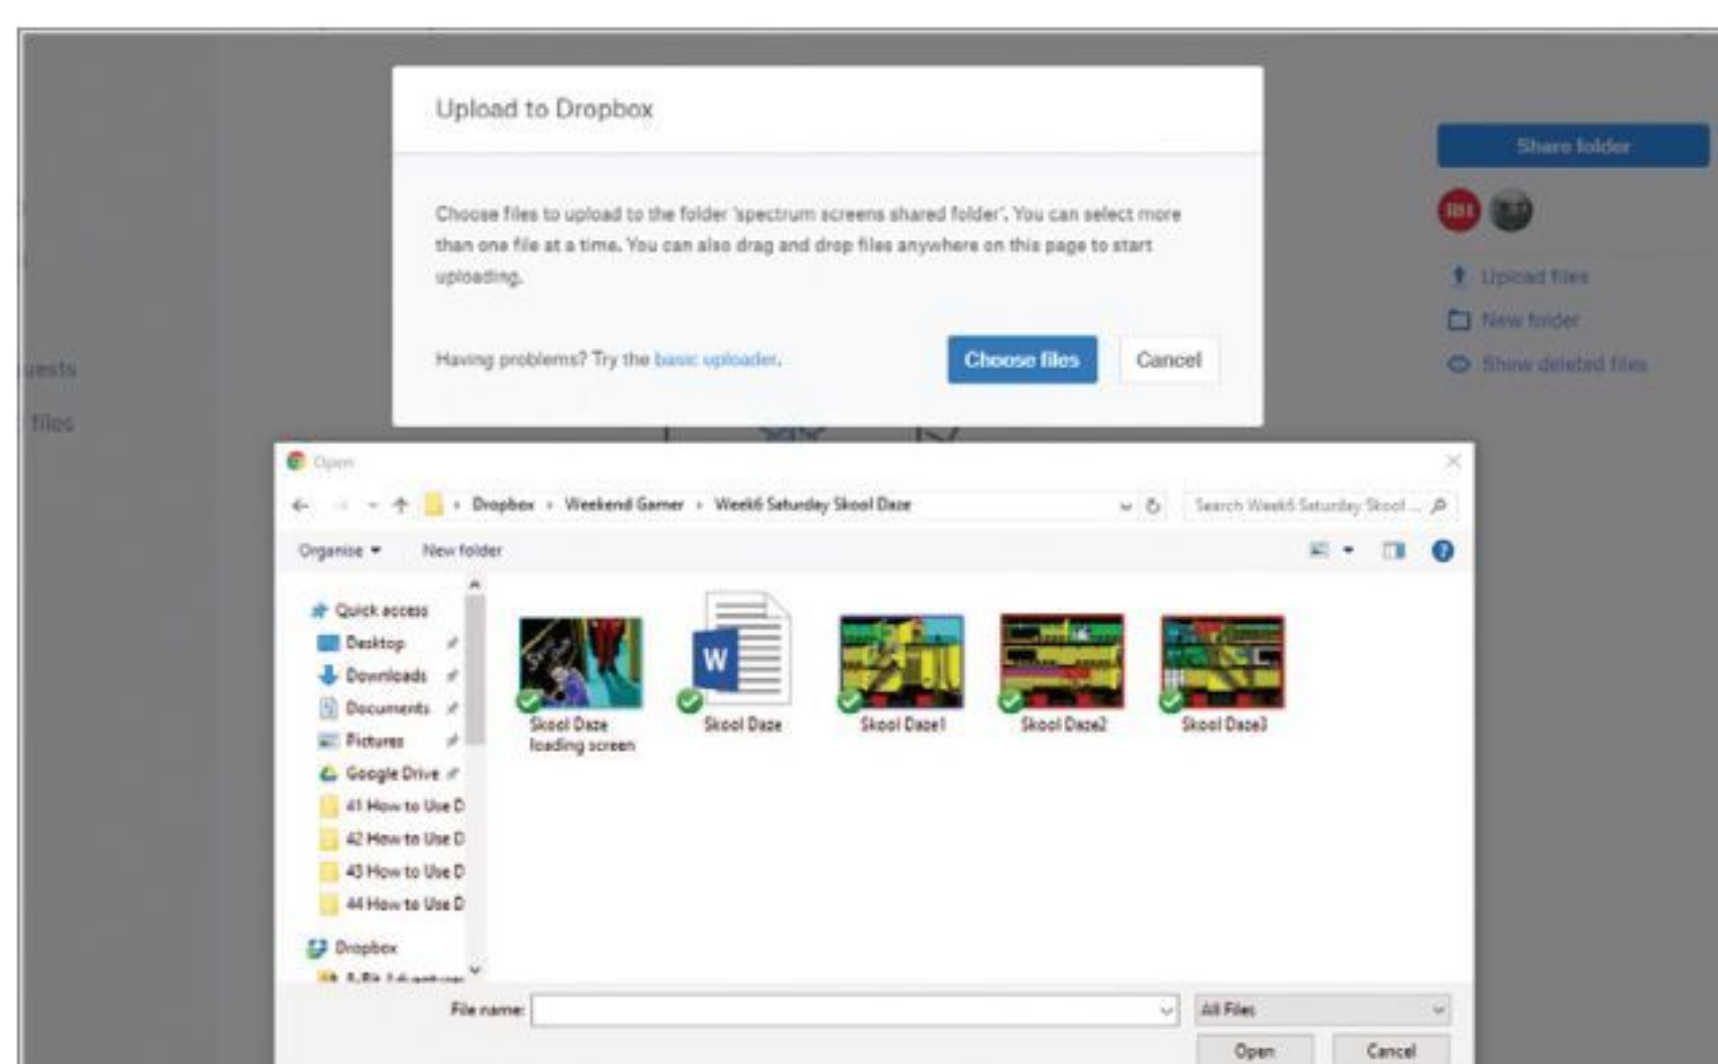 Upload to Dropbox
Choose files to upload to the folder 'spectrum screens shared folder'. You can select more
than one file at a time. You can also drag and drop files anywhere on this page to start
uploading.
Having problems? Try the basic uploader.
Choose files
Cancel
Share folder
Upload files
New folder
Show deleted files
uests
files
Open
Dropbox
Weekend Gamer
Week6 Saturday Skool Daze
Search Week6 Saturday Skool ...
Organise
New folder
Quick access
Desktop
Downloads
Documents
Pictures
Google Drive
41 How to Use D
42 How to Use D
43 How to Use D
44 How to Use D
Dropbox
W
Skool Daze
loading screen
Skool Daze
Skool Daze1
Skool Daze2
Skool Daze3
File name:
All Files
Open
Cancel